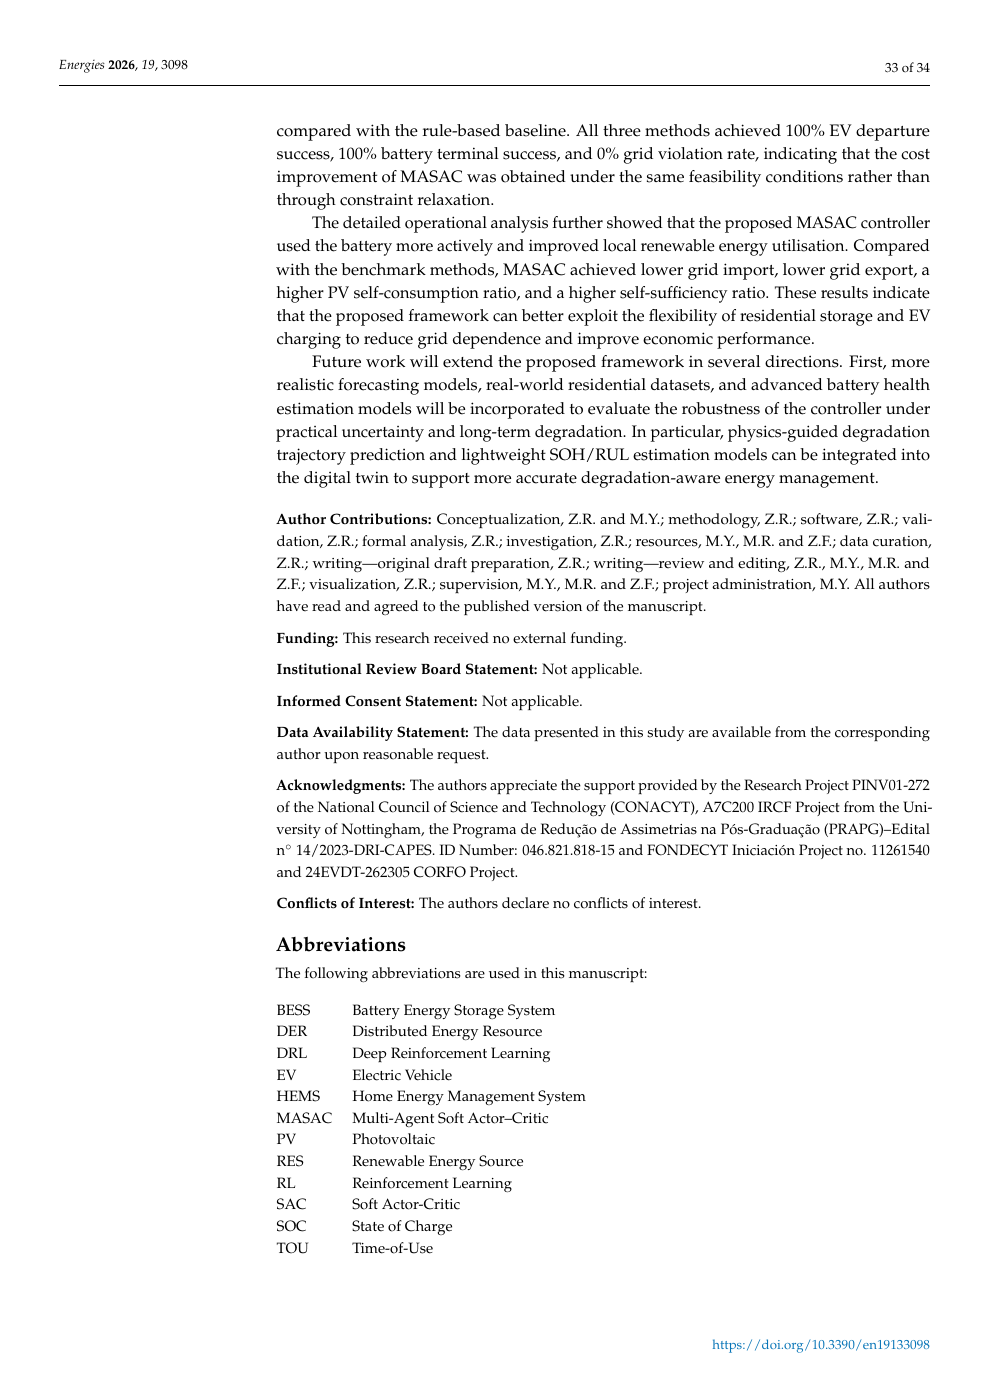 Energies 2026, 19, 3098
33 of 34
compared with the rule-based baseline. All three methods achieved 100% EV departure
success, 100% battery terminal success, and 0% grid violation rate, indicating that the cost
improvement of MASAC was obtained under the same feasibility conditions rather than
through constraint relaxation.
The detailed operational analysis further showed that the proposed MASAC controller
used the battery more actively and improved local renewable energy utilisation. Compared
with the benchmark methods, MASAC achieved lower grid import, lower grid export, a
higher PV self-consumption ratio, and a higher self-sufficiency ratio. These results indicate
that the proposed framework can better exploit the flexibility of residential storage and EV
charging to reduce grid dependence and improve economic performance.
Future work will extend the proposed framework in several directions. First, more
realistic forecasting models, real-world residential datasets, and advanced battery health
estimation models will be incorporated to evaluate the robustness of the controller under
practical uncertainty and long-term degradation. In particular, physics-guided degradation
trajectory prediction and lightweight SOH/RUL estimation models can be integrated into
the digital twin to support more accurate degradation-aware energy management.
Author Contributions: Conceptualization, Z.R. and M.Y.; methodology, Z.R.; software, Z.R.; vali-
dation, Z.R.; formal analysis, Z.R.; investigation, Z.R.; resources, M.Y., M.R. and Z.F.; data curation,
Z.R.; writing—original draft preparation, Z.R.; writing—review and editing, Z.R., M.Y., M.R. and
Z.F.; visualization, Z.R.; supervision, M.Y., M.R. and Z.F.; project administration, M.Y. All authors
have read and agreed to the published version of the manuscript.
Funding: This research received no external funding.
Institutional Review Board Statement: Not applicable.
Informed Consent Statement: Not applicable.
Data Availability Statement: The data presented in this study are available from the corresponding
author upon reasonable request.
Acknowledgments: The authors appreciate the support provided by the Research Project PINV01-272
of the National Council of Science and Technology (CONACYT), A7C200 IRCF Project from the Uni-
versity of Nottingham, the Programa de Redução de Assimetrias na Pós-Graduação (PRAPG)–Edital
n° 14/2023-DRI-CAPES. ID Number: 046.821.818-15 and FONDECYT Iniciación Project no. 11261540
and 24EVDT-262305 CORFO Project.
Conflicts of Interest: The authors declare no conflicts of interest.
Abbreviations
The following abbreviations are used in this manuscript:
BESS Battery Energy Storage System
DER Distributed Energy Resource
DRL Deep Reinforcement Learning
EV Electric Vehicle
HEMS Home Energy Management System
MASAC Multi-Agent Soft Actor–Critic
PV Photovoltaic
RES Renewable Energy Source
RL Reinforcement Learning
SAC Soft Actor-Critic
SOC State of Charge
TOU Time-of-Use
https://doi.org/10.3390/en19133098